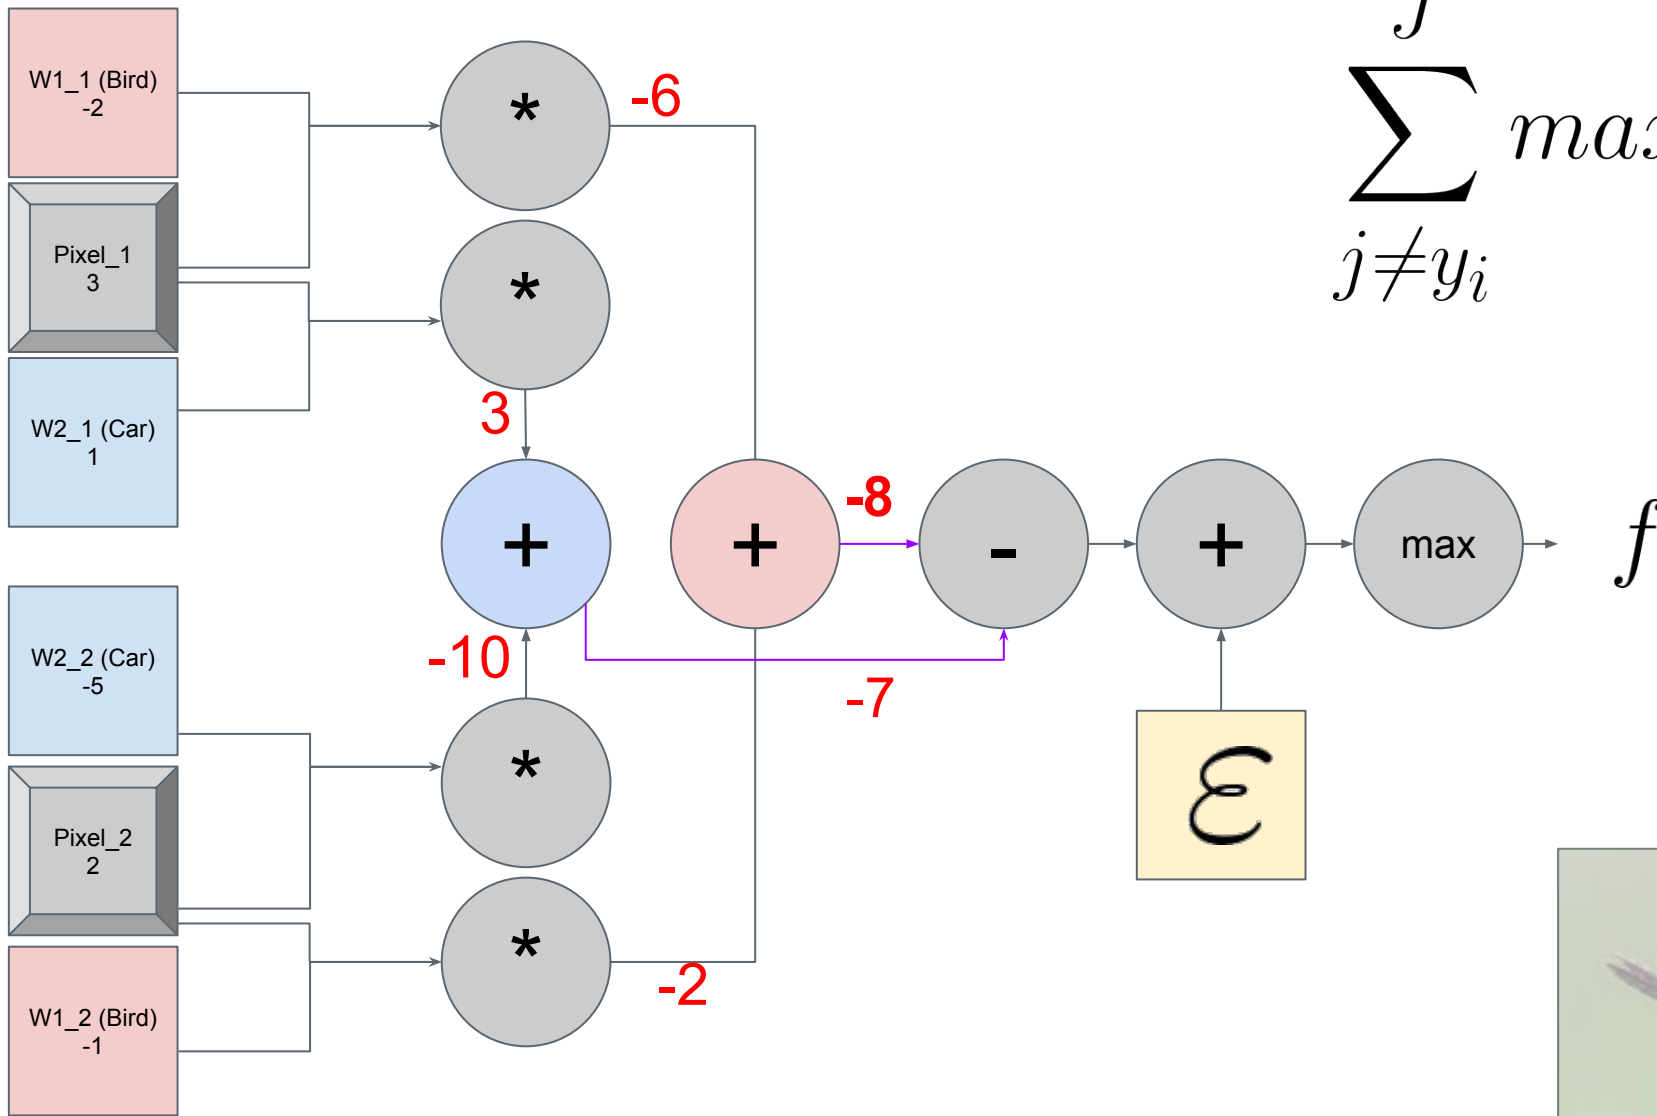 W1_1 (Bird)
-2
Pixel_1
3
W2_1 (Car)
1
W2_2 (Car)
-5
Pixel_2
2
W1_2 (Bird)
-1
*
-6
*
3
+
-10
*
*
-2
+
-8
-7
-
+
ε
max
f
∑
j≠y_i